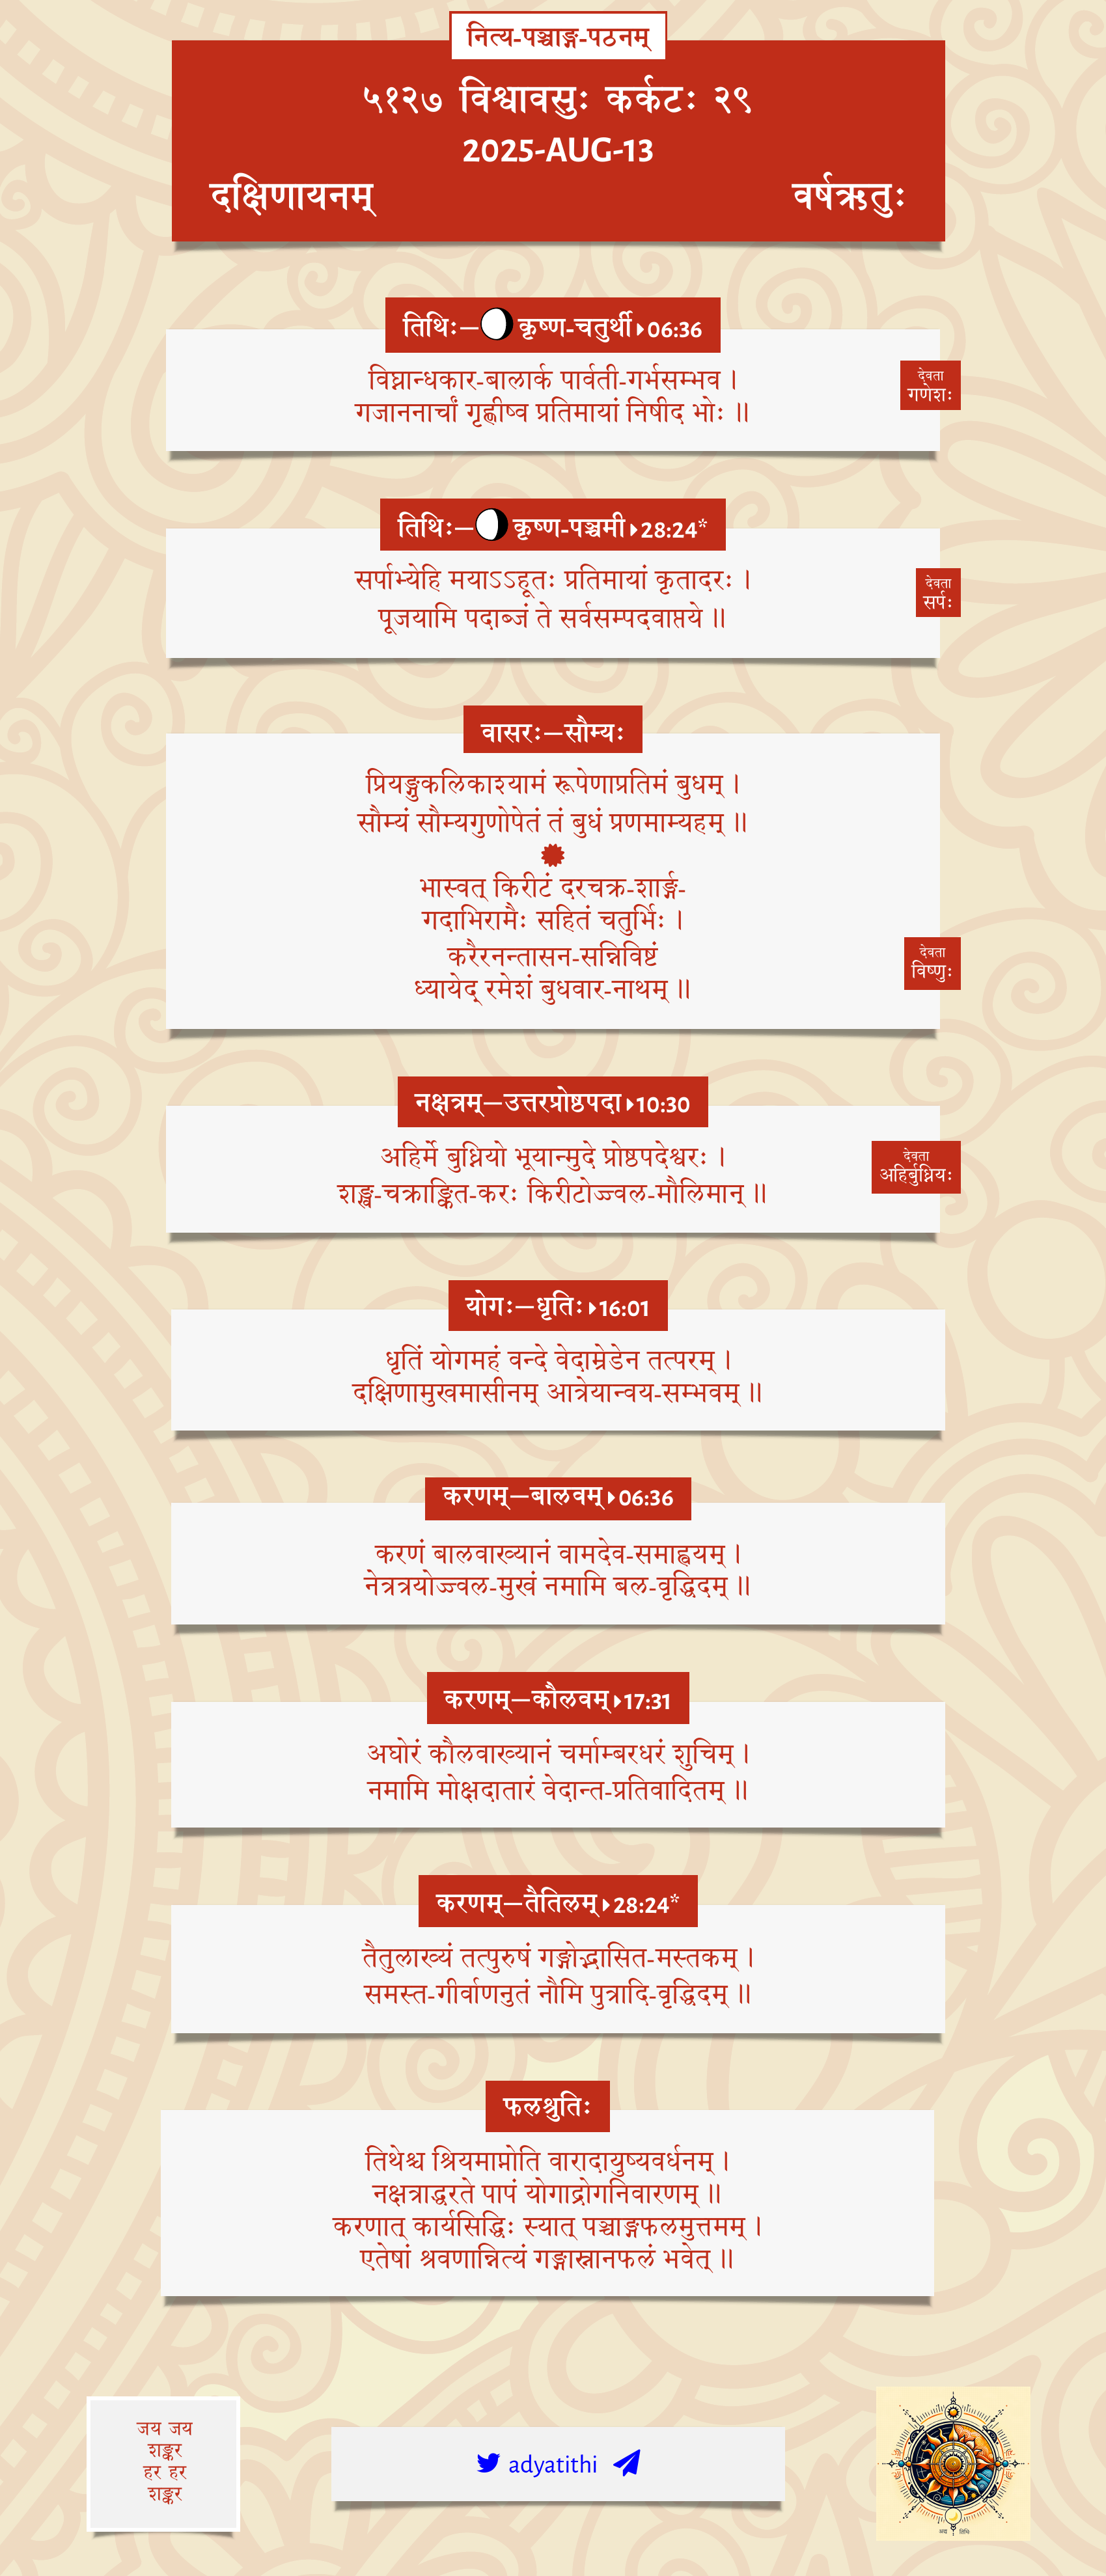 नित्य-पञ्चाङ्ग-पठनम्
५१२७ विश्वावसुः कर्कटः २९
2025-AUG-13
दक्षिणायनम् वर्षऋतुः
तिथिः—कृष्ण-चतुर्थी▸06:36
विघ्नान्धकार-बालार्क पार्वती-गर्भसम्भव ।
गजाननार्चां गृह्णीष्व प्रतिमायां निषीद भोः ॥
देवता
गणेशः
तिथिः—कृष्ण-पञ्चमी▸28:24*
सर्पाभ्येहि मयाऽऽहूतः प्रतिमायां कृतादरः ।
पूजयामि पदाब्जं ते सर्वसम्पदवाप्तये ॥
देवता
सर्पः
वासरः—सौम्यः
प्रियङ्गुकलिकाश्यामं रूपेणाप्रतिमं बुधम् ।
सौम्यं सौम्यगुणोपेतं तं बुधं प्रणमाम्यहम् ॥
भास्वत् किरीटं दरचक्र-शार्ङ्ग-
गदाभिरामैः सहितं चतुर्भिः ।
करैरनन्तासन-सन्निविष्टं
ध्यायेद् रमेशं बुधवार-नाथम् ॥
देवता
विष्णुः
नक्षत्रम्—उत्तरप्रोष्ठपदा▸10:30
अहिर्मे बुध्नियो भूयान्मुदे प्रोष्ठपदेश्वरः ।
शङ्ख-चक्राङ्कित-करः किरीटोज्ज्वल-मौलिमान् ॥
देवता
अहिर्बुध्नियः
योगः—धृतिः▸16:01
धृतिं योगमहं वन्दे वेदाम्रेडेन तत्परम् ।
दक्षिणामुखमासीनम् आत्रेयान्वय-सम्भवम् ॥
करणम्—बालवम्▸06:36
करणं बालवाख्यानं वामदेव-समाह्वयम् ।
नेत्रत्रयोज्ज्वल-मुखं नमामि बल-वृद्धिदम् ॥
करणम्—कौलवम्▸17:31
अघोरं कौलवाख्यानं चर्माम्बरधरं शुचिम् ।
नमामि मोक्षदातारं वेदान्त-प्रतिवादितम् ॥
करणम्—तैतिलम्▸28:24*
तैतुलाख्यं तत्पुरुषं गङ्गोद्भासित-मस्तकम् ।
समस्त-गीर्वाणनुतं नौमि पुत्रादि-वृद्धिदम् ॥
फलश्रुतिः
तिथेश्च श्रियमाप्नोति वारादायुष्यवर्धनम् ।
नक्षत्राद्धरते पापं योगाद्रोगनिवारणम् ॥
करणात् कार्यसिद्धिः स्यात् पञ्चाङ्गफलमुत्तमम् ।
एतेषां श्रवणान्नित्यं गङ्गास्नानफलं भवेत् ॥
जय जय
शङ्कर
हर हर
शङ्कर
adyatithi